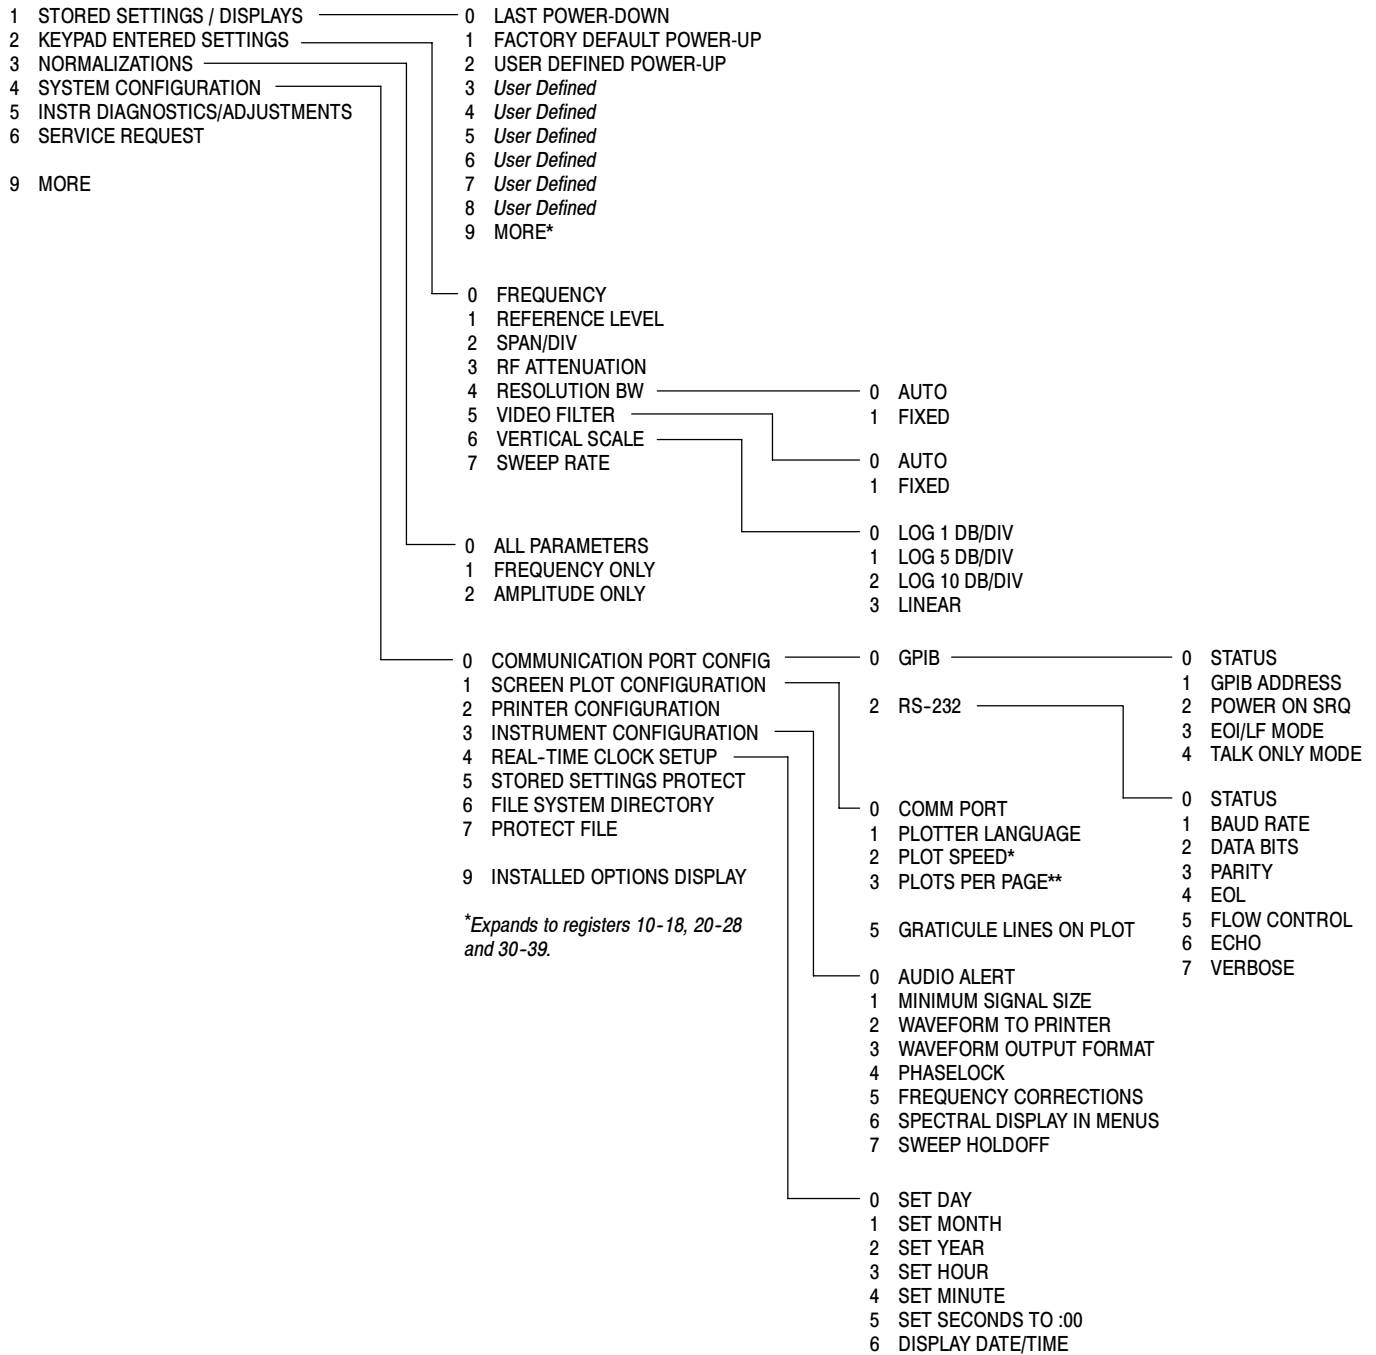 1 STORED SETTINGS / DISPLAYS
2 KEYPAD ENTERED SETTINGS
3 NORMALIZATIONS
4 SYSTEM CONFIGURATION
5 INSTR DIAGNOSTICS/ADJUSTMENTS
6 SERVICE REQUEST
9 MORE
0 LAST POWER-DOWN
1 FACTORY DEFAULT POWER-UP
2 USER DEFINED POWER-UP
3 User Defined
4 User Defined
5 User Defined
6 User Defined
7 User Defined
8 User Defined
9 MORE*
0 FREQUENCY
1 REFERENCE LEVEL
2 SPAN/DIV
3 RF ATTENUATION
4 RESOLUTION BW
5 VIDEO FILTER
6 VERTICAL SCALE
7 SWEEP RATE
0 AUTO
1 FIXED
0 AUTO
1 FIXED
0 LOG 1 DB/DIV
1 LOG 5 DB/DIV
2 LOG 10 DB/DIV
3 LINEAR
0 ALL PARAMETERS
1 FREQUENCY ONLY
2 AMPLITUDE ONLY
0 COMMUNICATION PORT CONFIG
1 SCREEN PLOT CONFIGURATION
2 PRINTER CONFIGURATION
3 INSTRUMENT CONFIGURATION
4 REAL-TIME CLOCK SETUP
5 STORED SETTINGS PROTECT
6 FILE SYSTEM DIRECTORY
7 PROTECT FILE
9 INSTALLED OPTIONS DISPLAY
*Expands to registers 10-18, 20-28
and 30-39.
0 GPIB
2 RS-232
0 STATUS
1 GPIB ADDRESS
2 POWER ON SRQ
3 EOI/LF MODE
4 TALK ONLY MODE
0 STATUS
1 BAUD RATE
2 DATA BITS
3 PARITY
4 EOL
5 FLOW CONTROL
6 ECHO
7 VERBOSE
0 COMM PORT
1 PLOTTER LANGUAGE
2 PLOT SPEED*
3 PLOTS PER PAGE**
5 GRATICULE LINES ON PLOT
0 AUDIO ALERT
1 MINIMUM SIGNAL SIZE
2 WAVEFORM TO PRINTER
3 WAVEFORM OUTPUT FORMAT
4 PHASELOCK
5 FREQUENCY CORRECTIONS
6 SPECTRAL DISPLAY IN MENUS
7 SWEEP HOLDOFF
0 SET DAY
1 SET MONTH
2 SET YEAR
3 SET HOUR
4 SET MINUTE
5 SET SECONDS TO :00
6 DISPLAY DATE/TIME